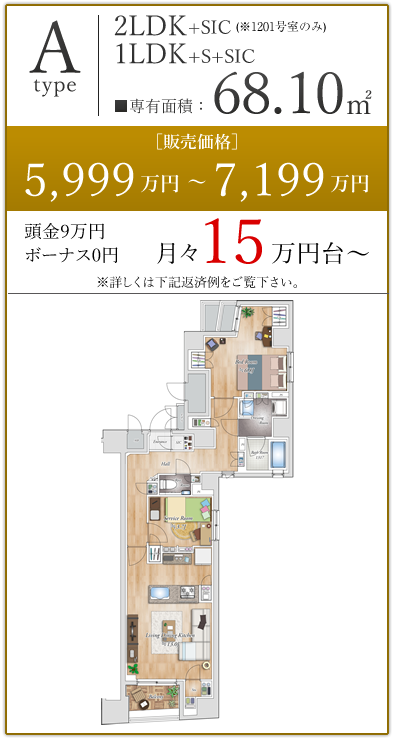 A
type
2LDK+SIC (※1201号室のみ)
1LDK+S+SIC
■専有面積：68.10㎡
［販売価格］
5,999万円～7,199万円
頭金9万円
ボーナス0円
月々15万円台～
※詳しくは下記返済例をご覧下さい。
Bed Room
Bath Room
1317
Entrance
SIC
Hall
Service Room
Living Dining Kitchen